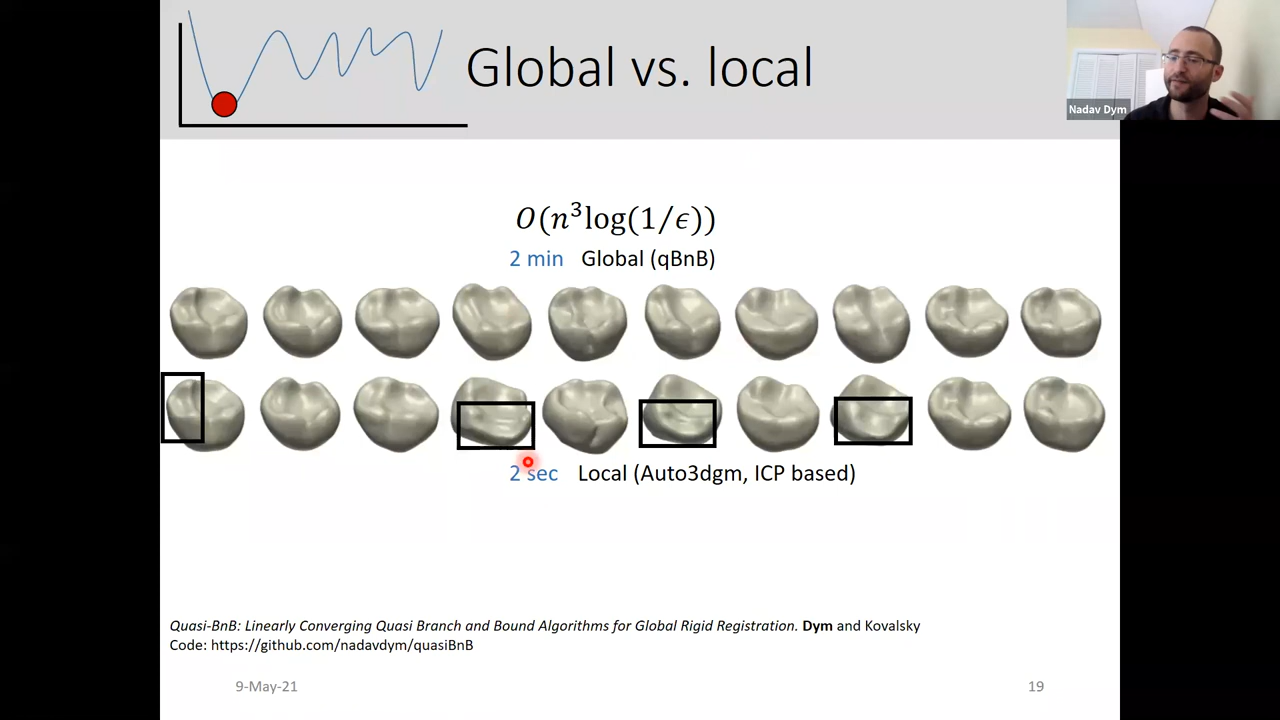 Global vs. local
Nadav Dym
O(n³log(1/ϵ))
2 min Global (qBnB)
2 sec Local (Auto3dgm, ICP based)
Quasi-BnB: Linearly Converging Quasi Branch and Bound Algorithms for Global Rigid Registration. Dym and Kovalsky
Code: https://github.com/nadavdym/quasiBnB
9-May-21
19